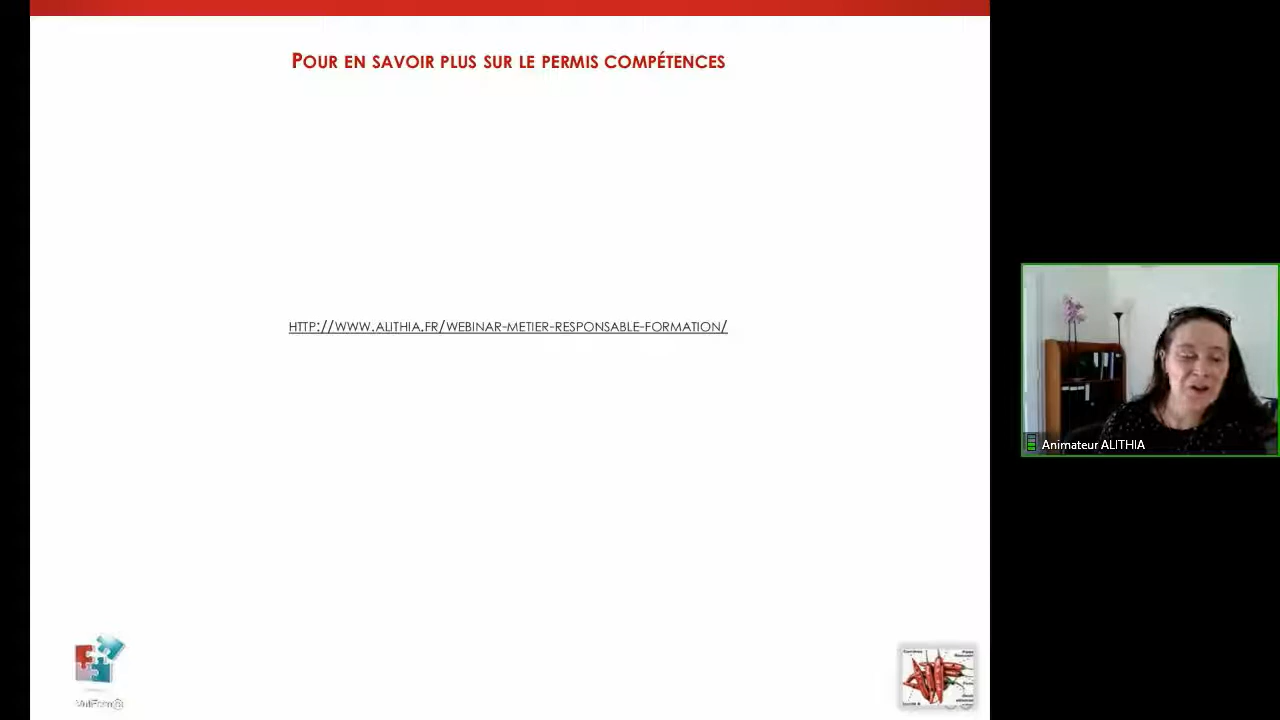 POUR EN SAVOIR PLUS SUR LE PERMIS COMPÉTENCES
HTTP://WWW.ALITHIA.FR/WEBINAR-METIER-RESPONSABLE-FORMATION/
Animateur ALITHIA